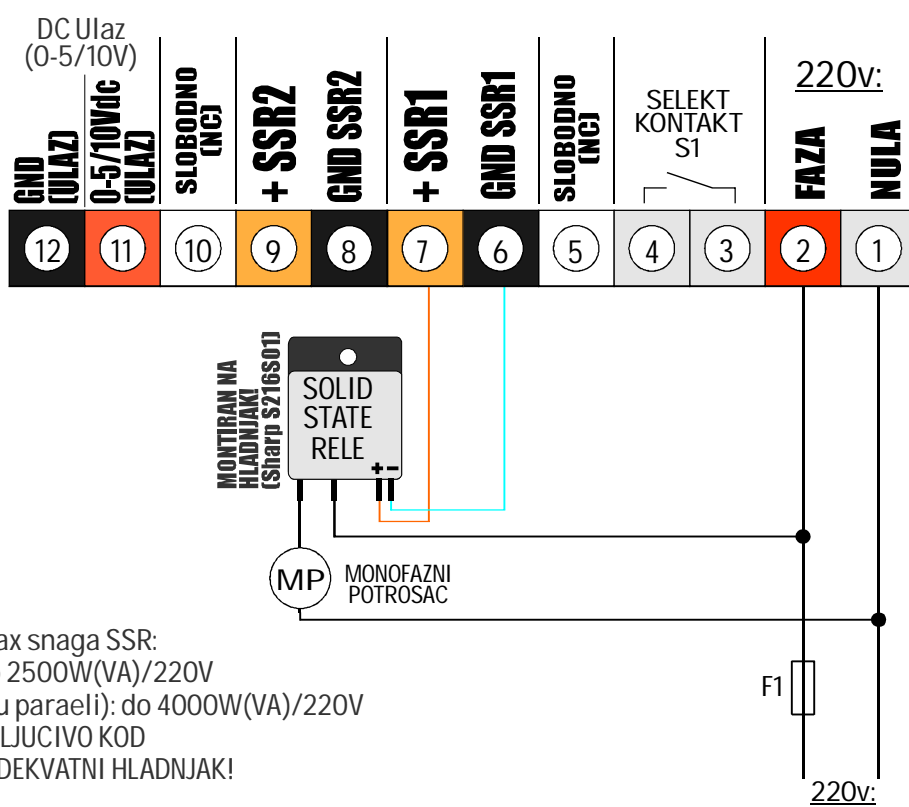 DC Ulaz
(0-5/10V)
GND
(ULAZ)
0-5/10Vdc
(ULAZ)
SLOBODNO
(NC)
+ SSR2
GND SSR2
+ SSR1
GND SSR1
SLOBODNO
(NC)
SELEKT
KONTAKT
S1
220v:
FAZA
NULA
12 11 10 9 8 7 6 5 4 3 2 1
MONTIRAN NA
HLADNJAK!
(Sharp S216S01)
SOLID
STATE
RELE
+ -
MP
MONOFAZNI
POTROSAC
ax snaga SSR:
2500W(VA)/220V
u paraeli): do 4000W(VA)/220V
LJUCIVO KOD
DEKVATNI HLADNJAK!
F1
220v: